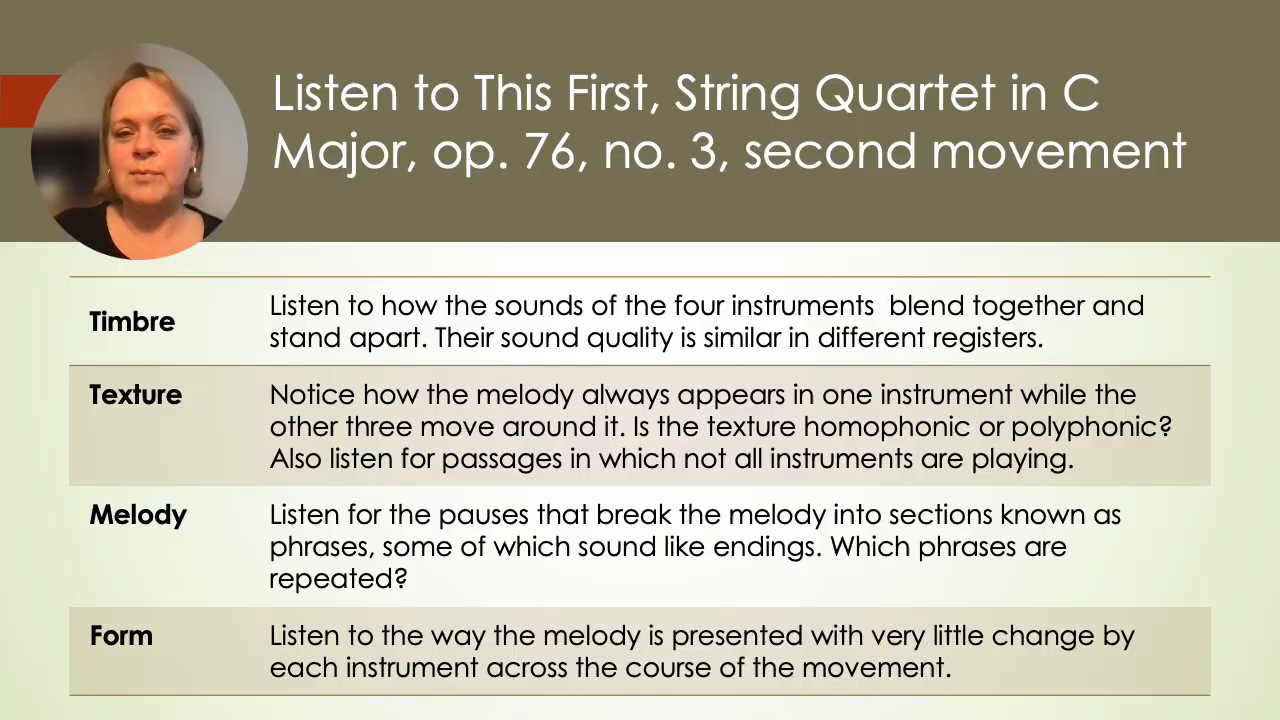 Listen to This First, String Quartet in C
Major, op. 76, no. 3, second movement
Timbre
Listen to how the sounds of the four instruments  blend together and
stand apart. Their sound quality is similar in different registers.
Texture
Notice how the melody always appears in one instrument while the
other three move around it. Is the texture homophonic or polyphonic?
Also listen for passages in which not all instruments are playing.
Melody
Listen for the pauses that break the melody into sections known as
phrases, some of which sound like endings. Which phrases are
repeated?
Form
Listen to the way the melody is presented with very little change by
each instrument across the course of the movement.